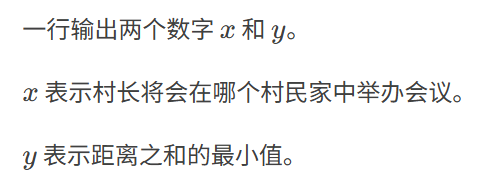 一行输出两个数字 x 和 y。
x 表示村长将会在哪个村民家中举办会议。
y 表示距离之和的最小值。